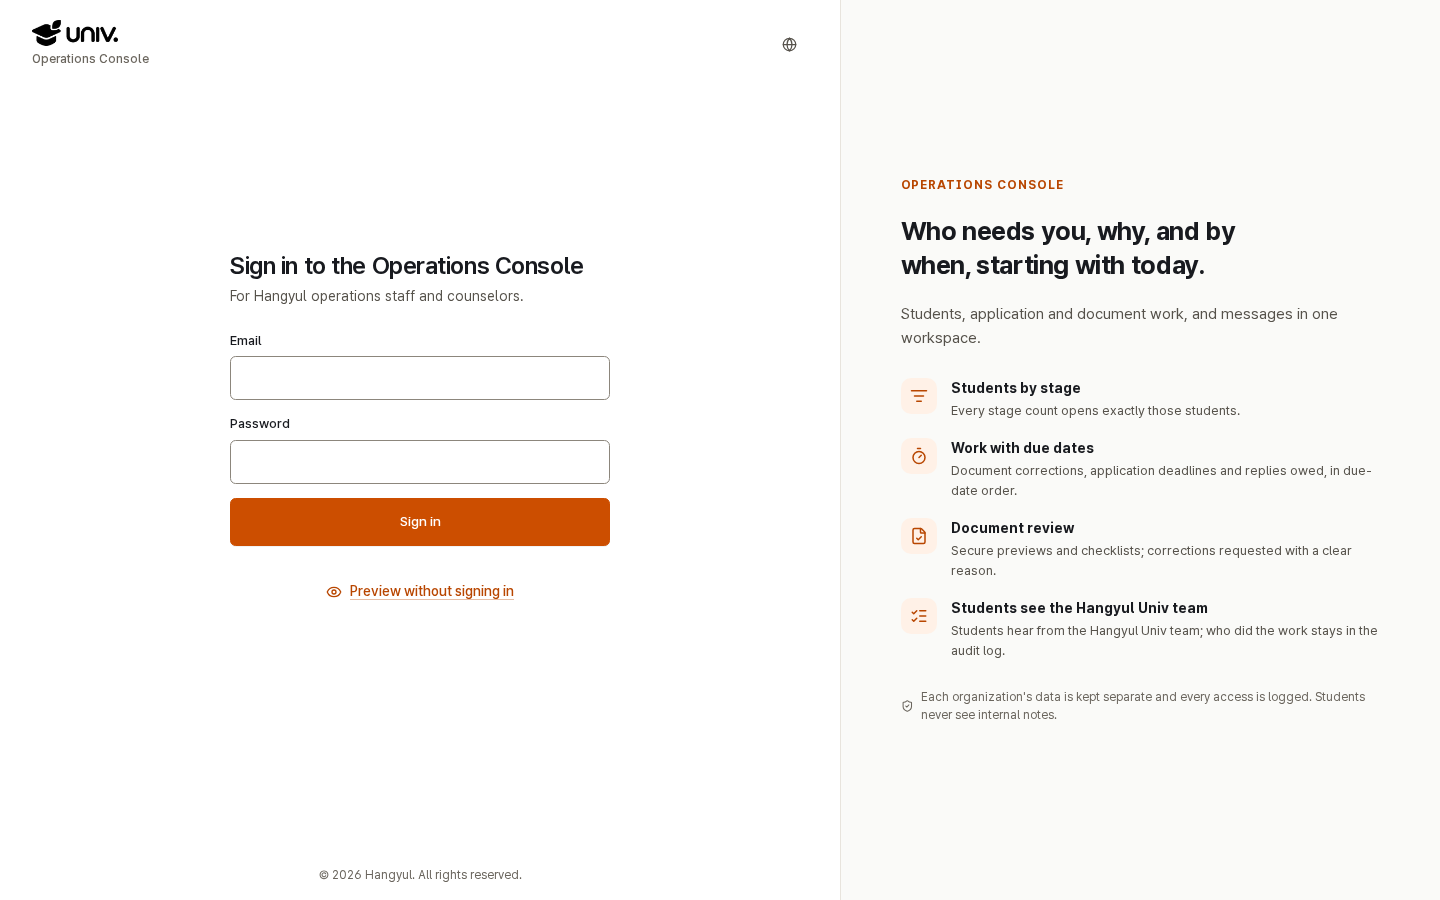 UNIV.
Operations Console
Sign in to the Operations Console
For Hangyul operations staff and counselors.
Email
Password
Sign in
Preview without signing in
© 2026 Hangyul. All rights reserved.
OPERATIONS CONSOLE
Who needs you, why, and by
when, starting with today.
Students, application and document work, and messages in one
workspace.
Students by stage
Every stage count opens exactly those students.
Work with due dates
Document corrections, application deadlines and replies owed, in due-
date order.
Document review
Secure previews and checklists; corrections requested with a clear
reason.
Students see the Hangyul Univ team
Students hear from the Hangyul Univ team; who did the work stays in the
audit log.
Each organization's data is kept separate and every access is logged. Students
never see internal notes.